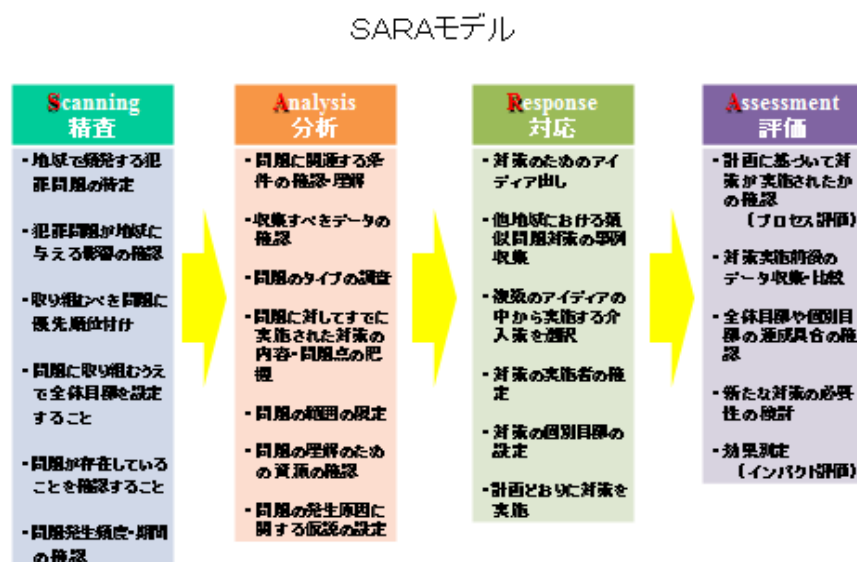 SARAモデル
Scanning
精査
・地域で頻発する犯
罪問題の特定
・犯罪問題が地域に
与える影響の確認
・取り組むべき問題に
優先順位付け
・問題に取り組むうえ
で全体目標を設定
すること
・問題が存在している
ことを確認すること
・問題発生頻度・期間
の確認
Analysis
分析
・問題に関連する条
件の確認・理解
・収集すべきデータの
確認
・問題のタイプの調査
・問題に対してすでに
実施された対策の
内容・問題点の把
握
・問題の範囲の限定
・問題の理解のため
の資源の確認
・問題の発生原因に
関する仮説の設定
Response
対応
・対策のためのアイ
ディア出し
・他地域における類
似問題対策の事例
収集
・複数のアイディアの
中から実施する介
入策を選択
・対策の実施者の確
定
・対策の個別目標の
設定
・計画どおりに対策を
実施
Assessment
評価
・計画に基づいて対
策が実施されたか
の確認
（プロセス評価）
・対策実施前後の
データ収集・比較
・全体目標や個別目
標の達成具合の確
認
・新たな対策の必要
性の検討
・効果測定
（インパクト評価）